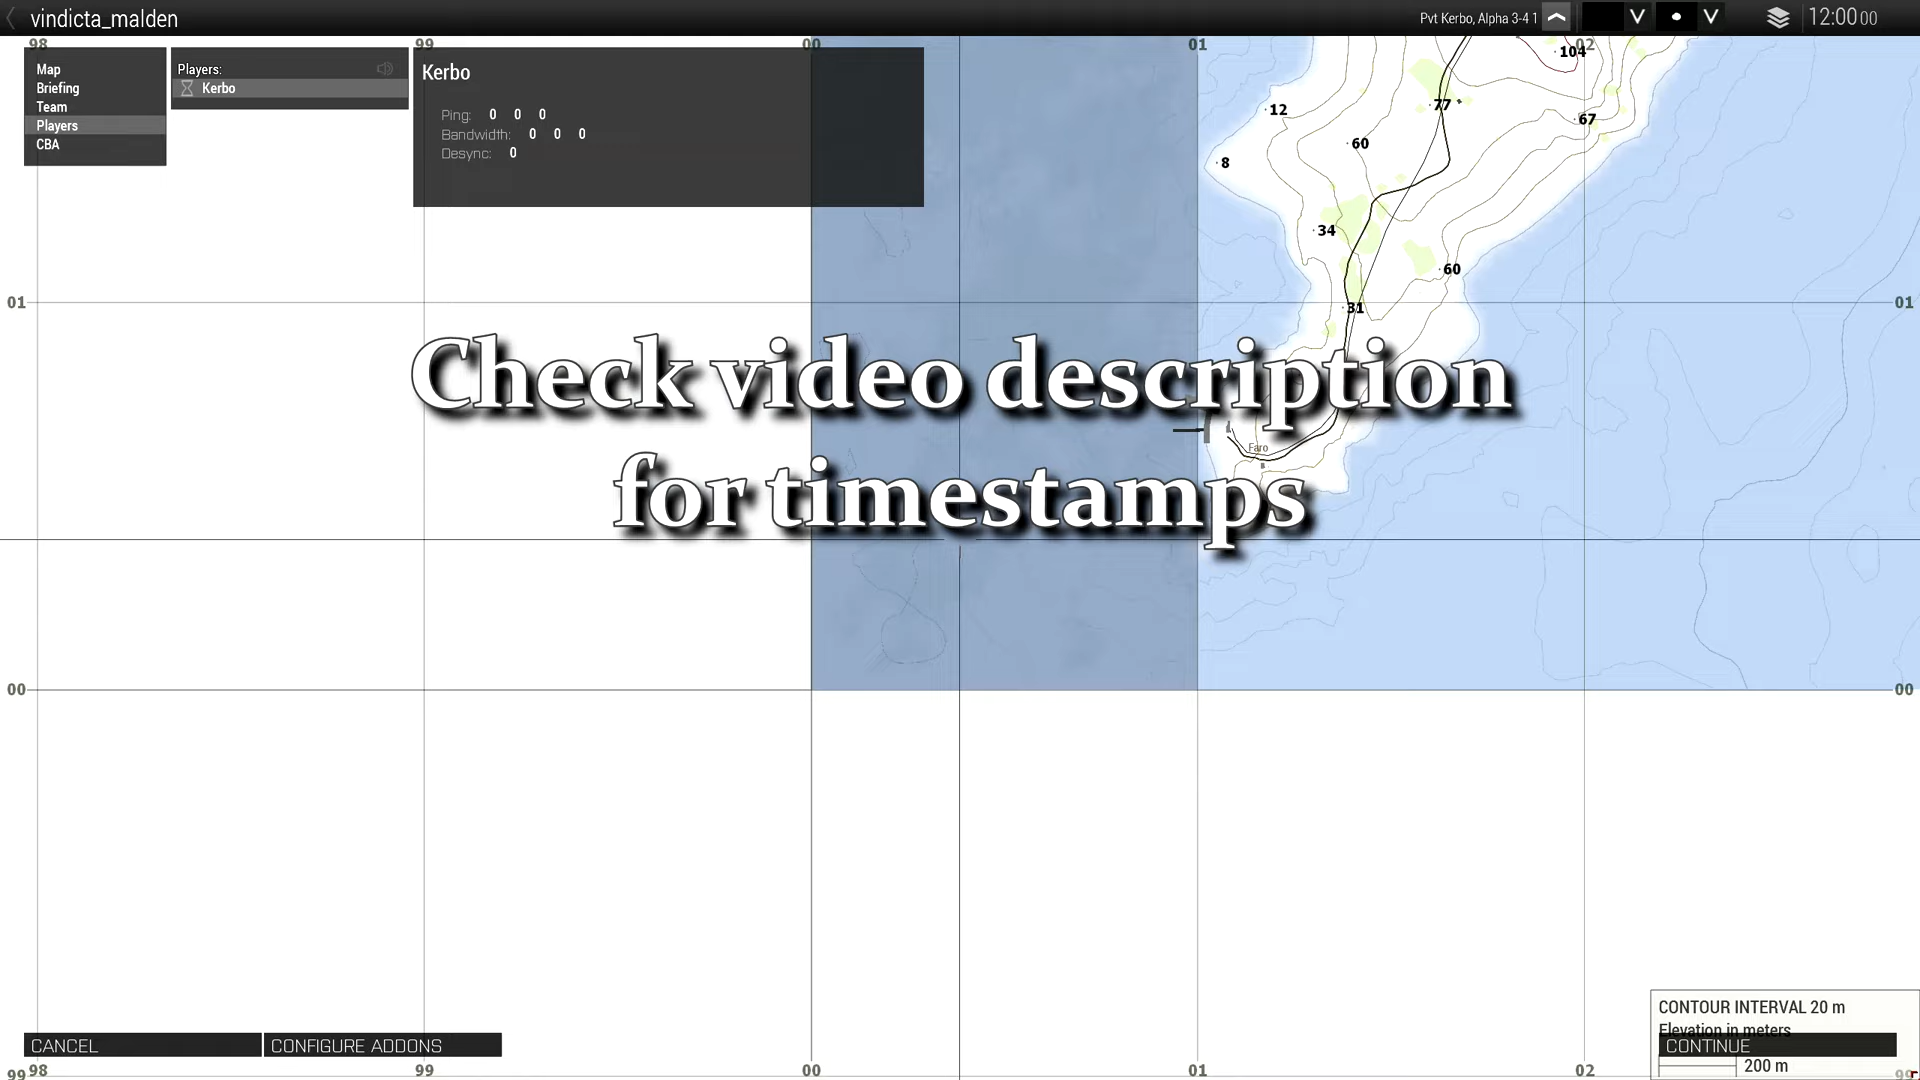 vindicta_malden
Pvt Kerbo, Alpha 3-4 1
12:00 00
98 99 00 01 02
Map
Briefing
Team
Players
CBA
Players:
Kerbo
Kerbo
Ping: 0 0 0
Bandwidth: 0 0 0
Desync: 0
104
77
12
67
60
8
34
60
01 31 01
Check video description
for timestamps
Faro
00 00
CONTOUR INTERVAL 20 m
Elevation in meters
CANCEL
CONFIGURE ADDONS
CONTINUE
200 m
99 98 99 00 01 02 99